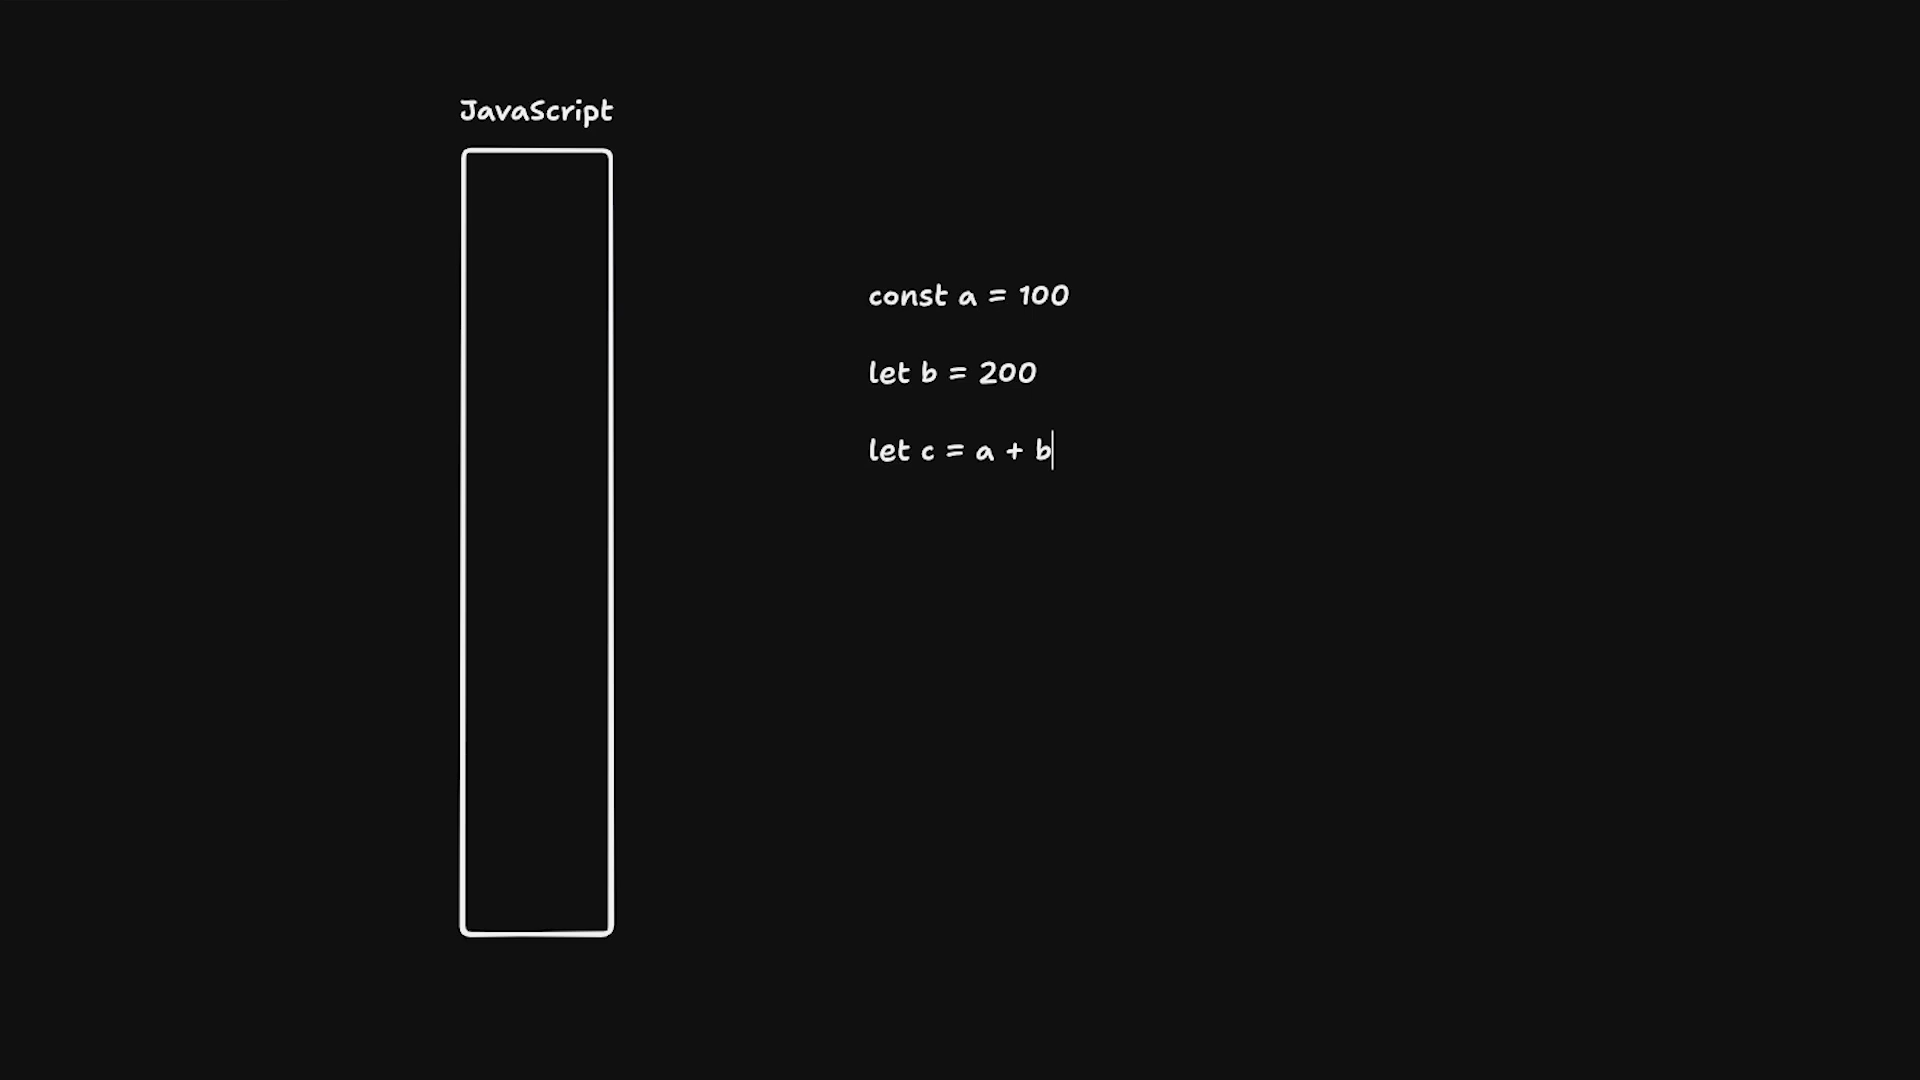 JavaScript
const a = 100
let b = 200
let c = a + b